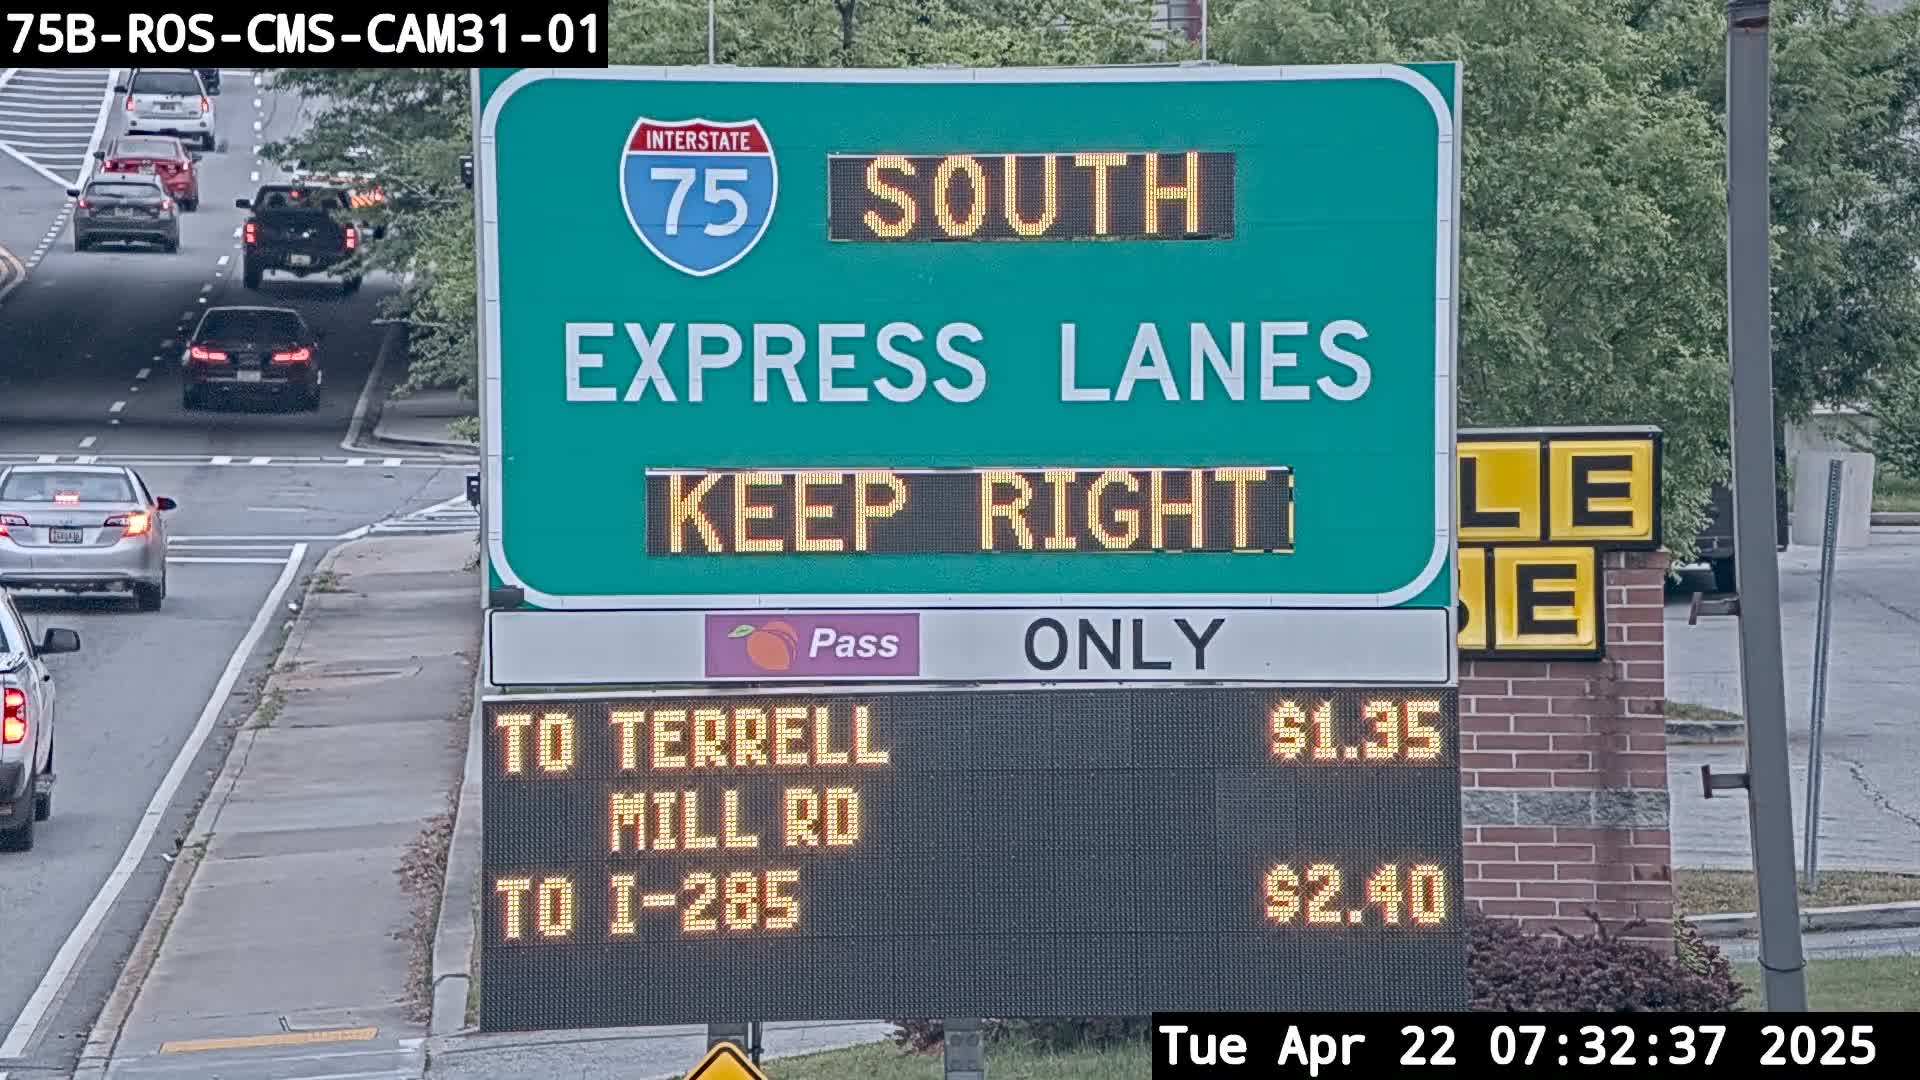 75B-ROS-CMS-CAM31-01
INTERSTATE
75
SOUTH
EXPRESS LANES
KEEP RIGHT
LE
E
Pass ONLY
TO TERRELL $1.35
MILL RD
TO I-285 $2.40
Tue Apr 22 07:32:37 2025